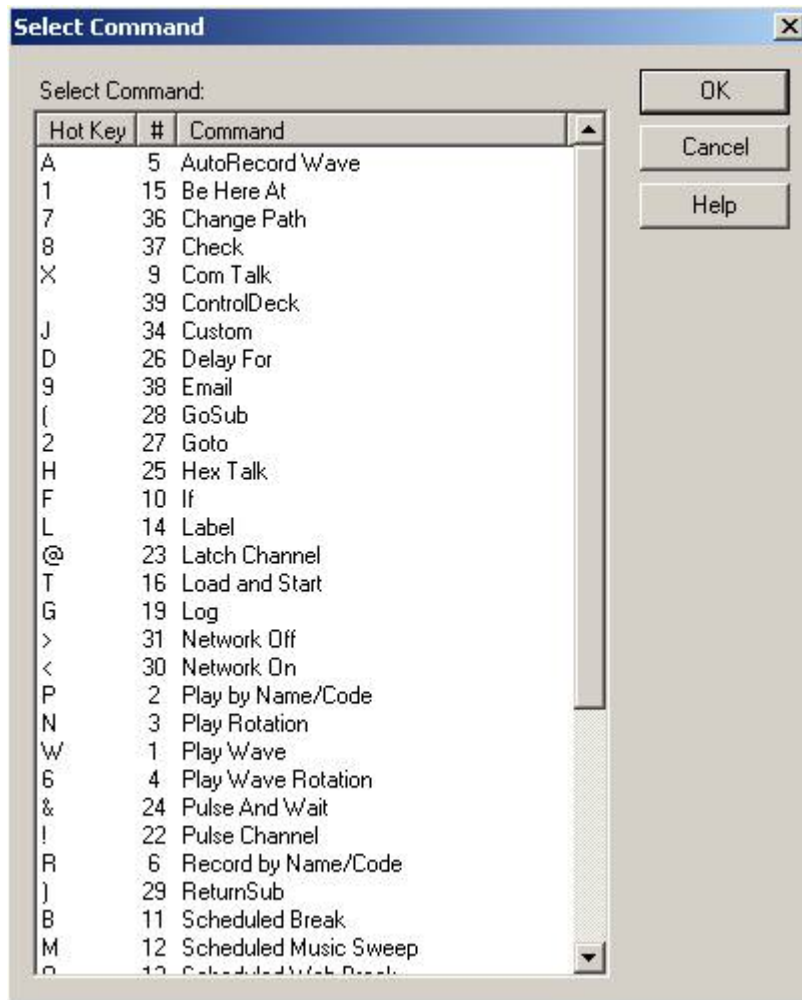 Select Command
Select Command:
OK
Cancel
Help
Hot Key # Command
A 5 AutoRecord Wave
1 15 Be Here At
7 36 Change Path
8 37 Check
X 9 Com Talk
39 ControlDeck
J 34 Custom
D 26 Delay For
9 38 Email
( 28 GoSub
2 27 Goto
H 25 Hex Talk
F 10 If
L 14 Label
@ 23 Latch Channel
T 16 Load and Start
G 19 Log
> 31 Network Off
< 30 Network On
P 2 Play by Name/Code
N 3 Play Rotation
W 1 Play Wave
6 4 Play Wave Rotation
& 24 Pulse And Wait
! 22 Pulse Channel
R 6 Record by Name/Code
) 29 ReturnSub
B 11 Scheduled Break
M 12 Scheduled Music Sweep